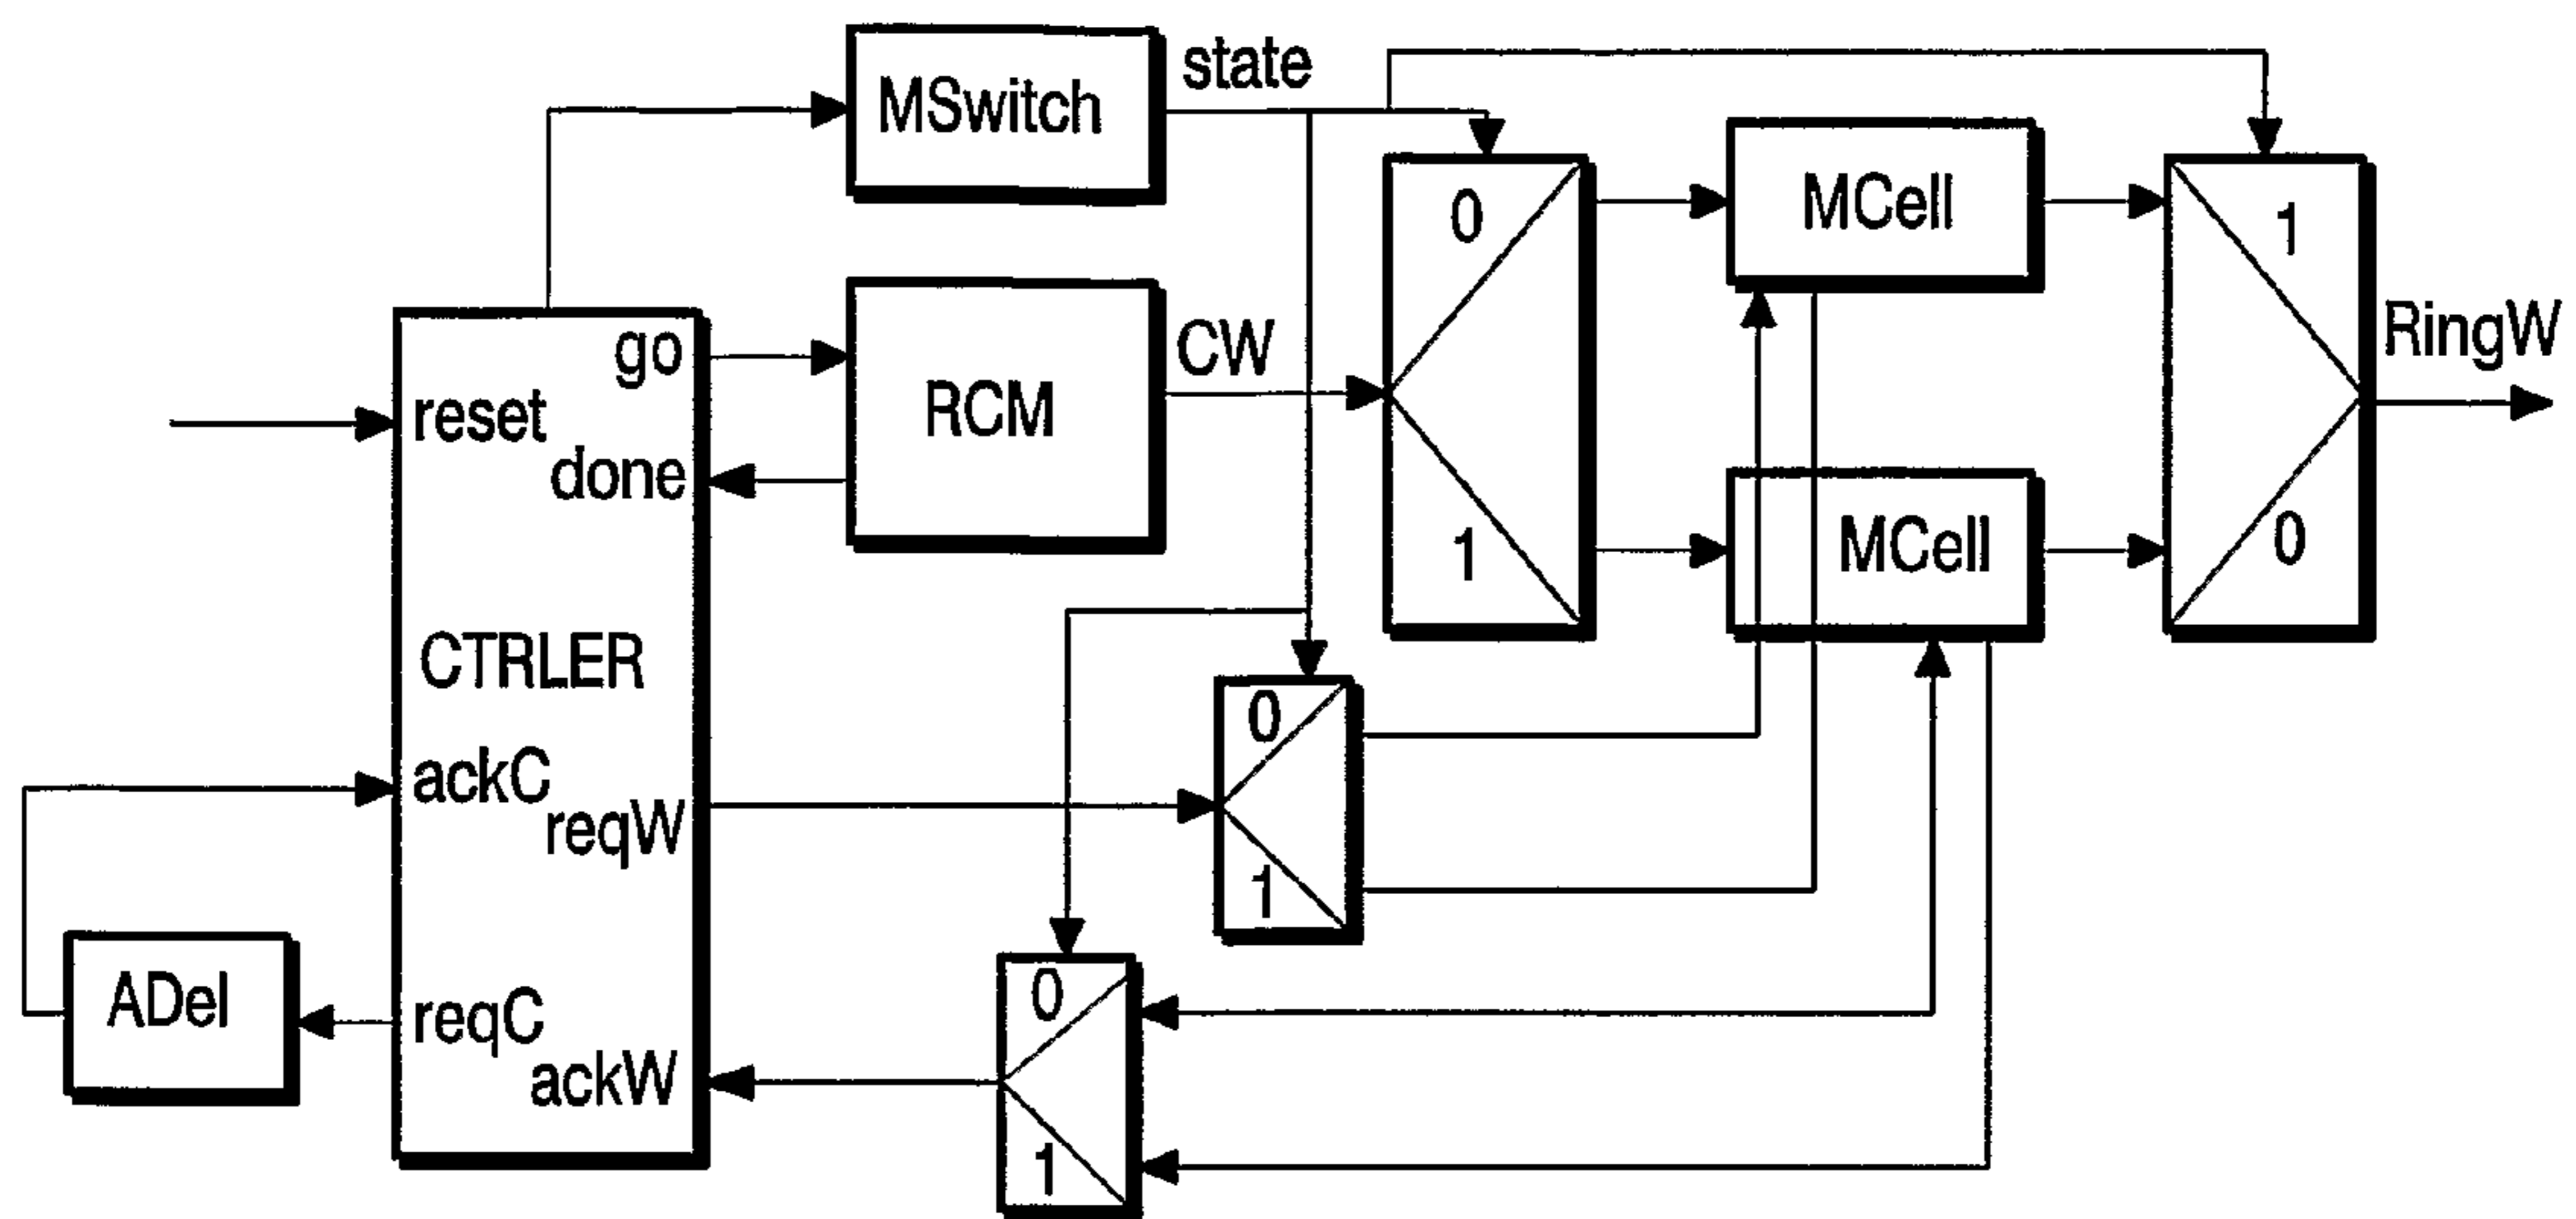 MSwitch
state
0
MCell
1
RingW
go
reset
done
RCM
CW
1
MCell
0
CTRLER
0
ackC
reqW
1
ADel
reqC
ackW
0
1